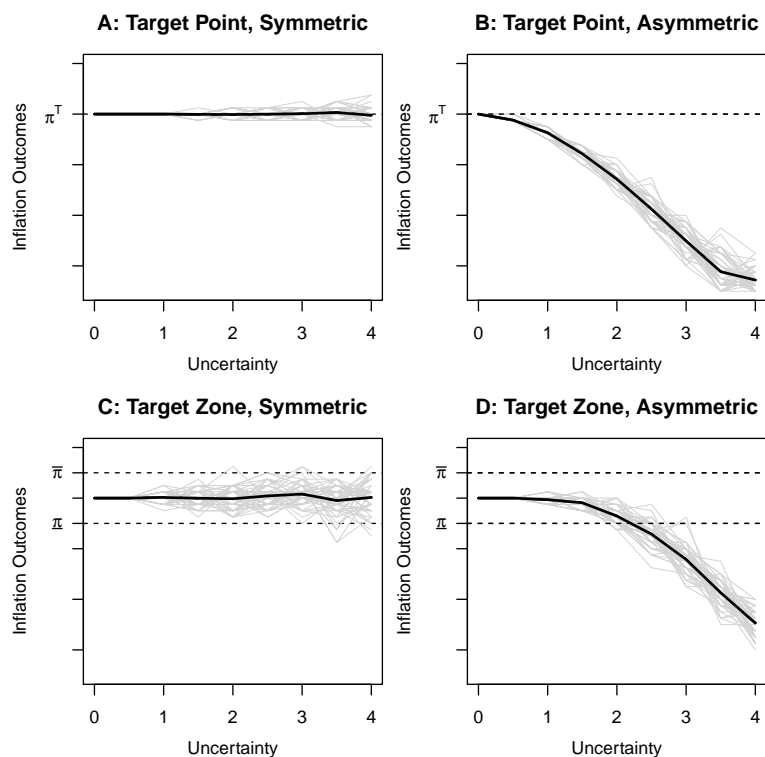 A: Target Point, Symmetric
π^T
Inflation Outcomes
0 1 2 3 4
Uncertainty
B: Target Point, Asymmetric
π^T
Inflation Outcomes
0 1 2 3 4
Uncertainty
C: Target Zone, Symmetric
π̅
π̲
Inflation Outcomes
0 1 2 3 4
Uncertainty
D: Target Zone, Asymmetric
π̅
π̲
Inflation Outcomes
0 1 2 3 4
Uncertainty